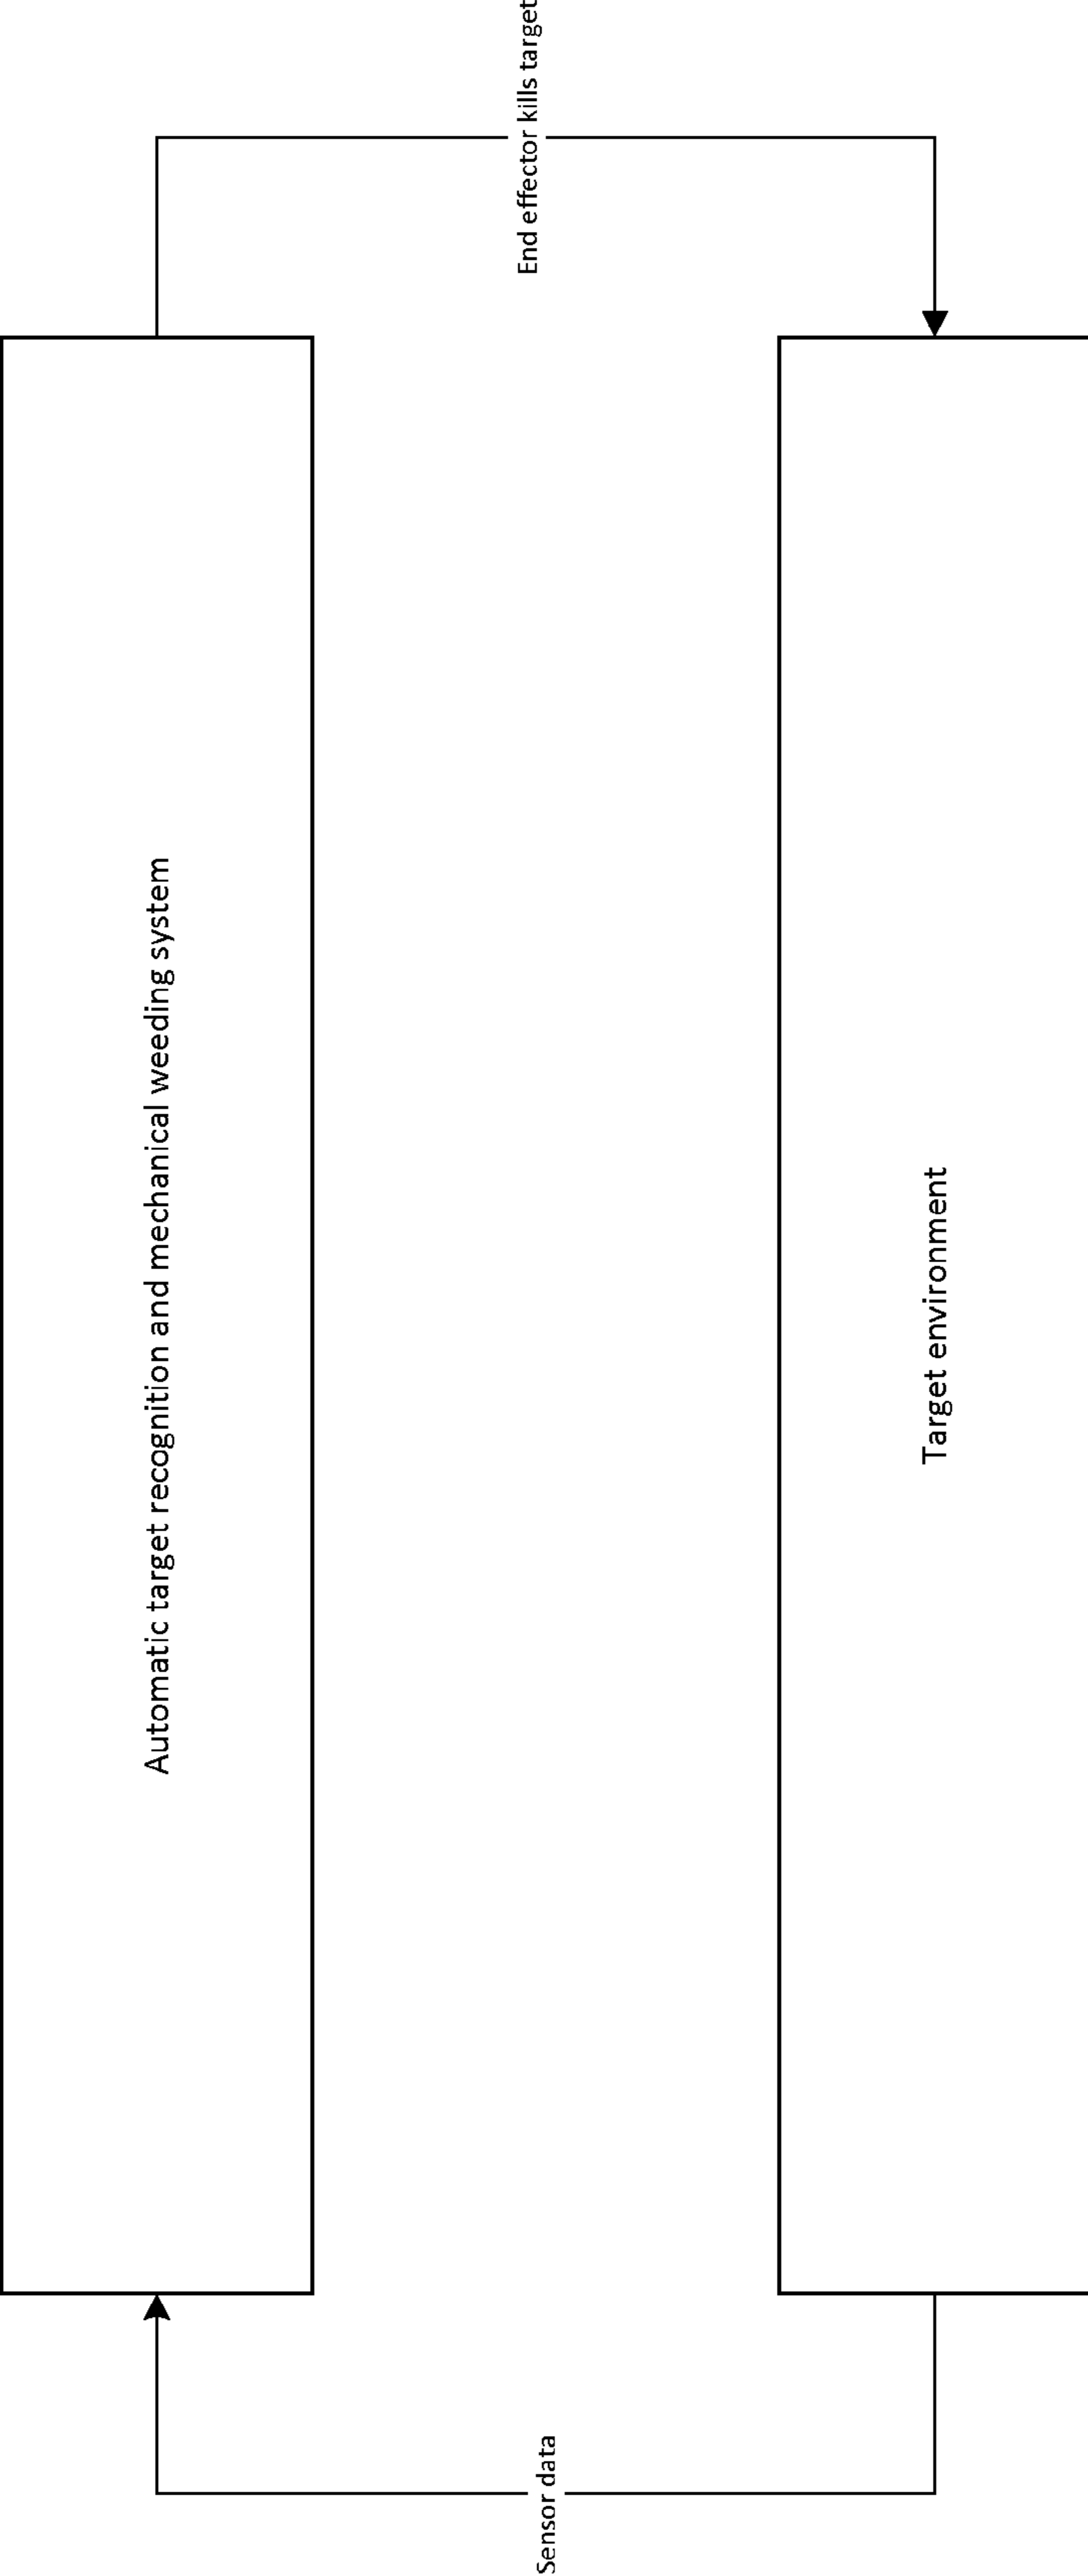 Automatic target recognition and mechanical weeding system
Sensor data
End effector kills target
Target environment